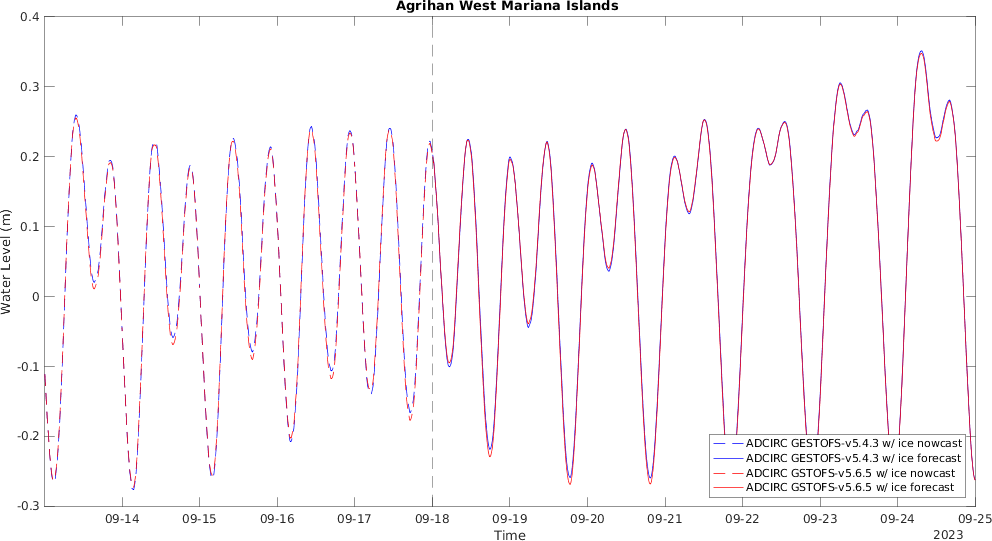 Agrihan West Mariana Islands
0.4
0.3
0.2
0.1
0
-0.1
-0.2
-0.3
Water Level (m)
ADCIRC GESTOFS-v5.4.3 w/ ice nowcast
ADCIRC GESTOFS-v5.4.3 w/ ice forecast
ADCIRC GSTOFS-v5.6.5 w/ ice nowcast
ADCIRC GSTOFS-v5.6.5 w/ ice forecast
09-14 09-15 09-16 09-17 09-18 09-19 09-20 09-21 09-22 09-23 09-24 09-25
Time
2023